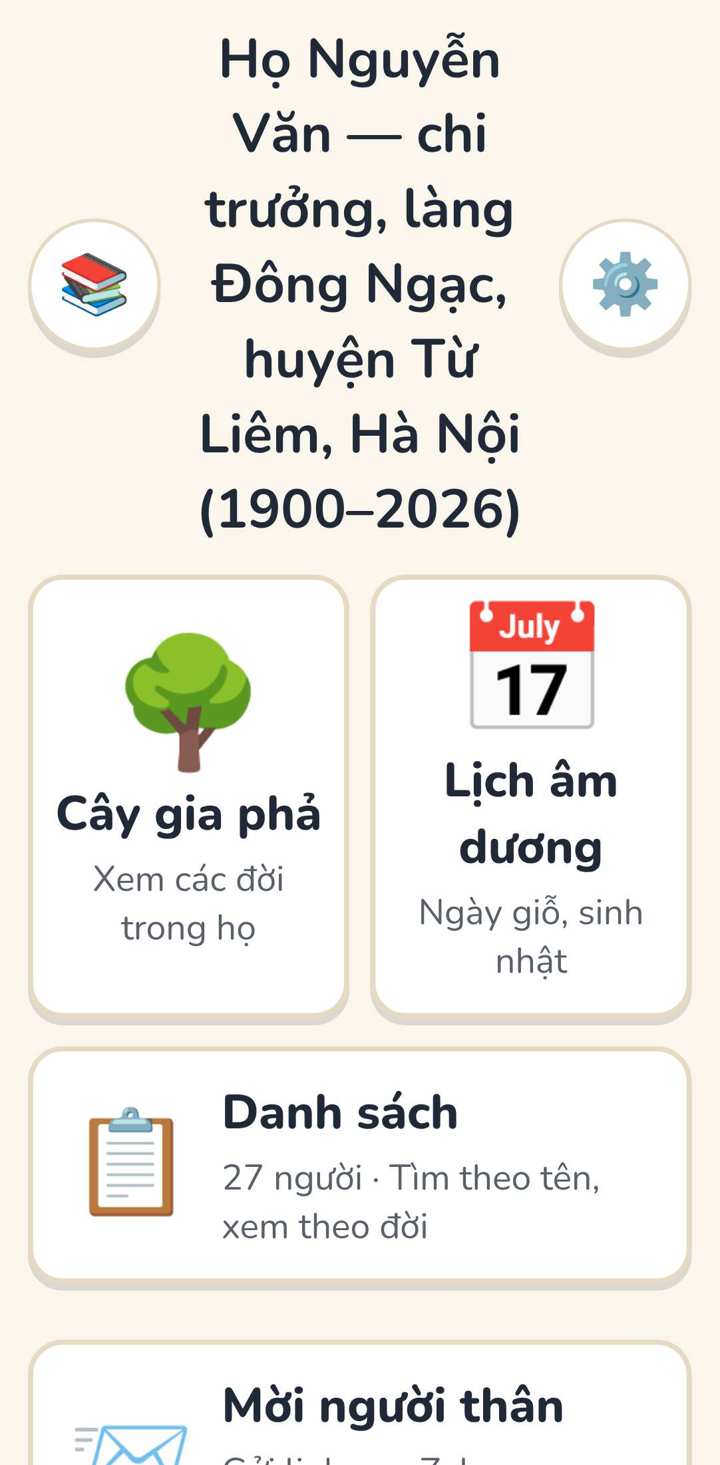 Họ Nguyễn
Văn — chi
trưởng, làng
Đông Ngạc,
huyện Từ
Liêm, Hà Nội
(1900–2026)
Cây gia phả
Xem các đời
trong họ
July
17
Lịch âm
dương
Ngày giỗ, sinh
nhật
Danh sách
27 người · Tìm theo tên,
xem theo đời
Mời người thân